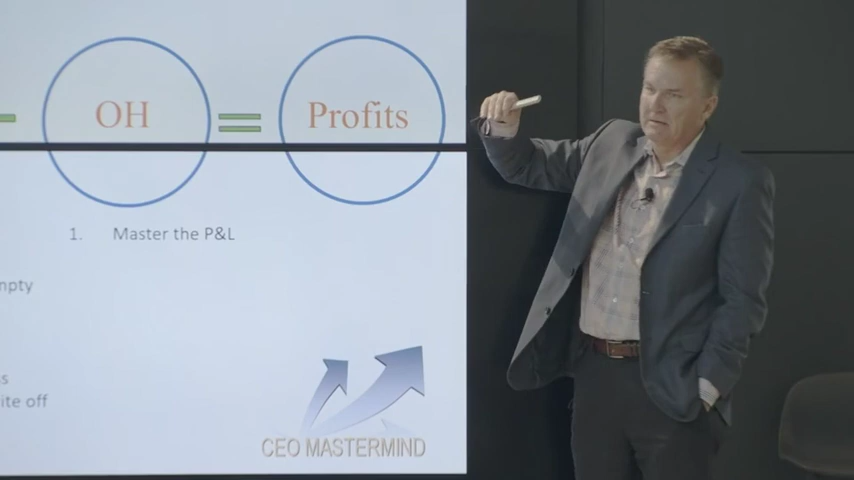 OH = Profits
1. Master the P&L
mpty
s
ite off
CEO MASTERMIND